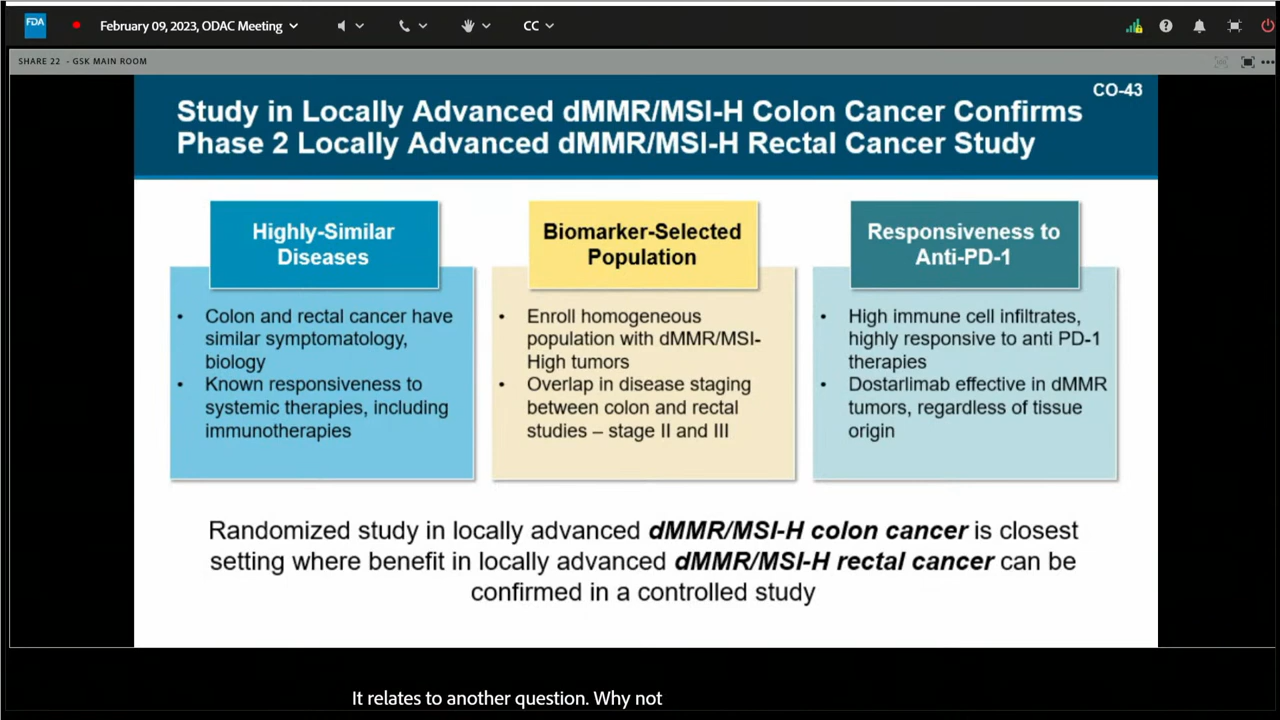 FDA
February 09, 2023, ODAC Meeting
CC
SHARE 22 - GSK MAIN ROOM
CO-43
Study in Locally Advanced dMMR/MSI-H Colon Cancer Confirms
Phase 2 Locally Advanced dMMR/MSI-H Rectal Cancer Study
Highly-Similar
Diseases
• Colon and rectal cancer have
similar symptomatology,
biology
• Known responsiveness to
systemic therapies, including
immunotherapies
Biomarker-Selected
Population
• Enroll homogeneous
population with dMMR/MSI-
High tumors
• Overlap in disease staging
between colon and rectal
studies – stage II and III
Responsiveness to
Anti-PD-1
• High immune cell infiltrates,
highly responsive to anti PD-1
therapies
• Dostarlimab effective in dMMR
tumors, regardless of tissue
origin
Randomized study in locally advanced dMMR/MSI-H colon cancer is closest
setting where benefit in locally advanced dMMR/MSI-H rectal cancer can be
confirmed in a controlled study
It relates to another question. Why not